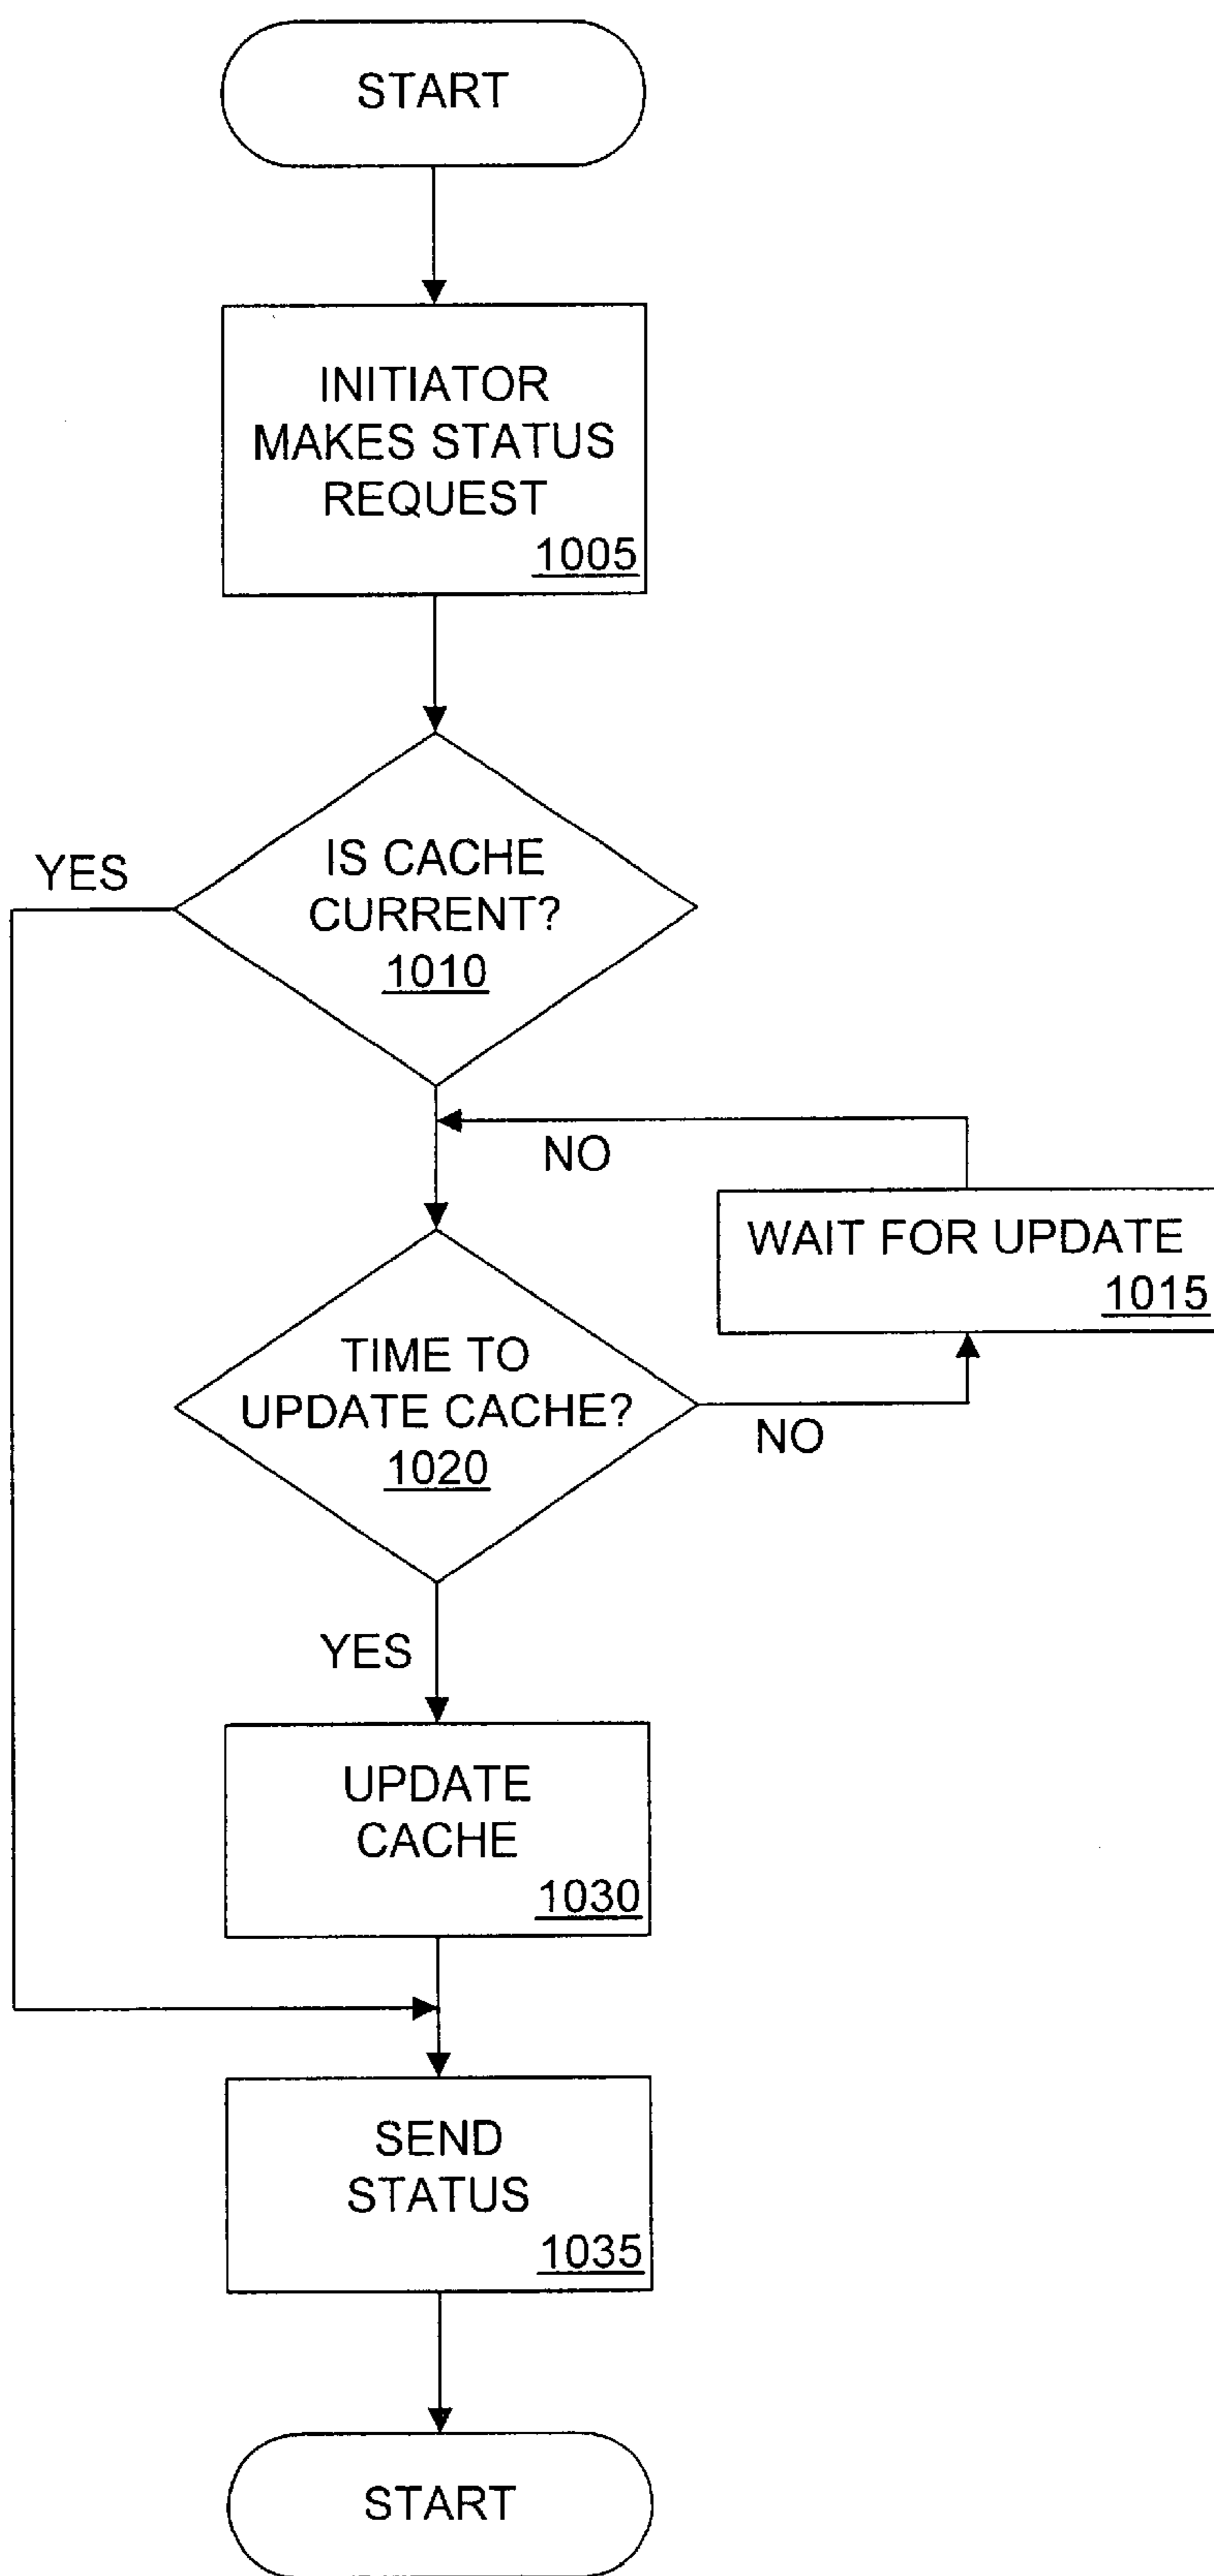 START
INITIATOR
MAKES STATUS
REQUEST
1005
YES
IS CACHE
CURRENT?
1010
NO
WAIT FOR UPDATE
1015
TIME TO
UPDATE CACHE?
1020
NO
YES
UPDATE
CACHE
1030
SEND
STATUS
1035
START